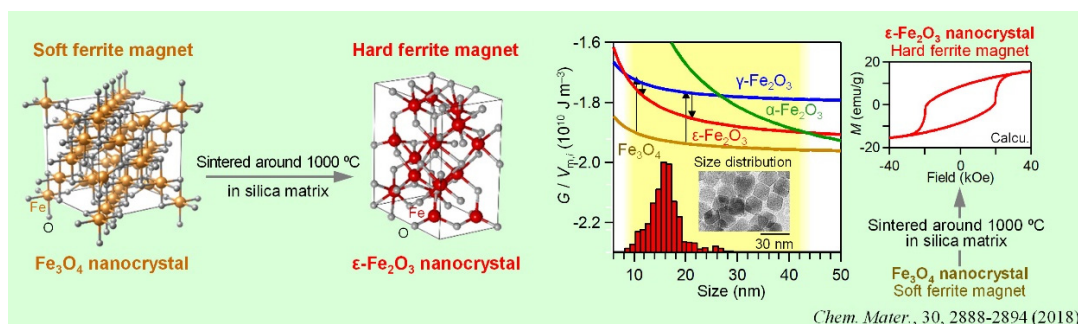 Soft ferrite magnet
Fe
O
Fe₃O₄ nanocrystal
Sintered around 1000 ºC
in silica matrix
Hard ferrite magnet
Fe
O
ε-Fe₂O₃ nanocrystal
G / Vm,i (10¹⁰ J m⁻³)
-1.6
-1.8
-2.0
-2.2
γ-Fe₂O₃
α-Fe₂O₃
ε-Fe₂O₃
Fe₃O₄
Size distribution
30 nm
10 20 30 40 50
Size (nm)
ε-Fe₂O₃ nanocrystal
Hard ferrite magnet
M (emu/g)
20
10
0
-10
-20
Calcu.
-40 0 40
Field (kOe)
Sintered around 1000 ºC
in silica matrix
Fe₃O₄ nanocrystal
Soft ferrite magnet
Chem. Mater., 30, 2888-2894 (2018)